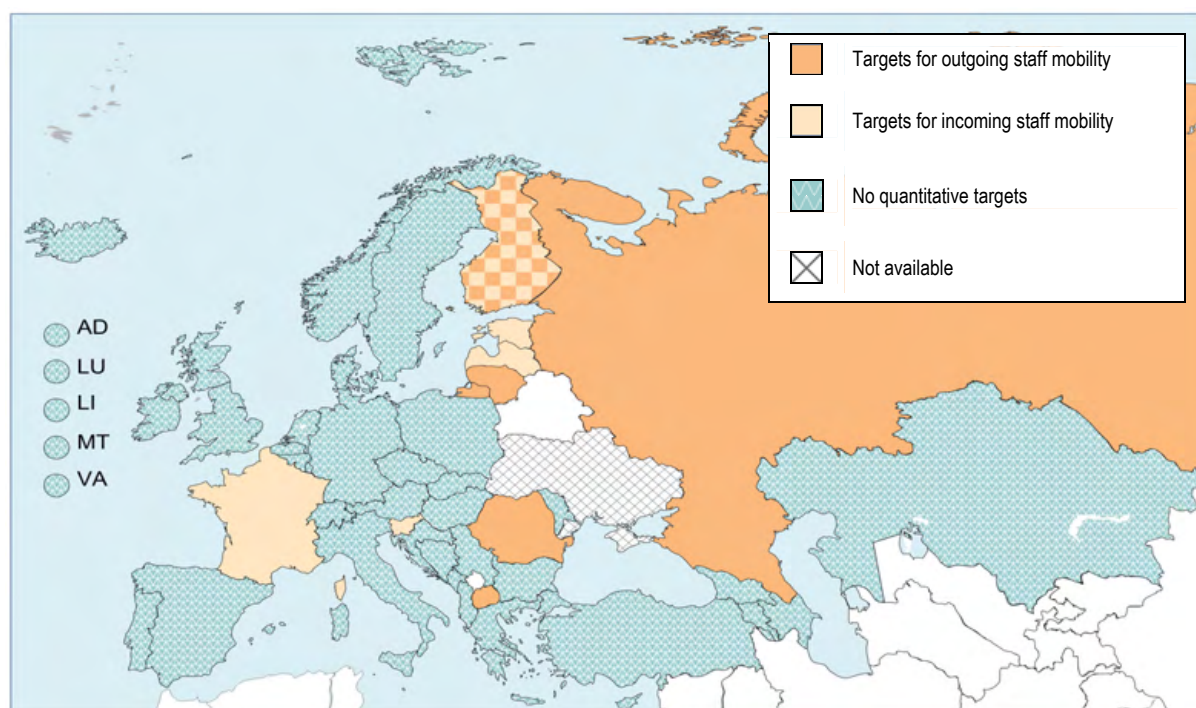 Targets for outgoing staff mobility
Targets for incoming staff mobility
No quantitative targets
Not available
AD
LU
LI
MT
VA